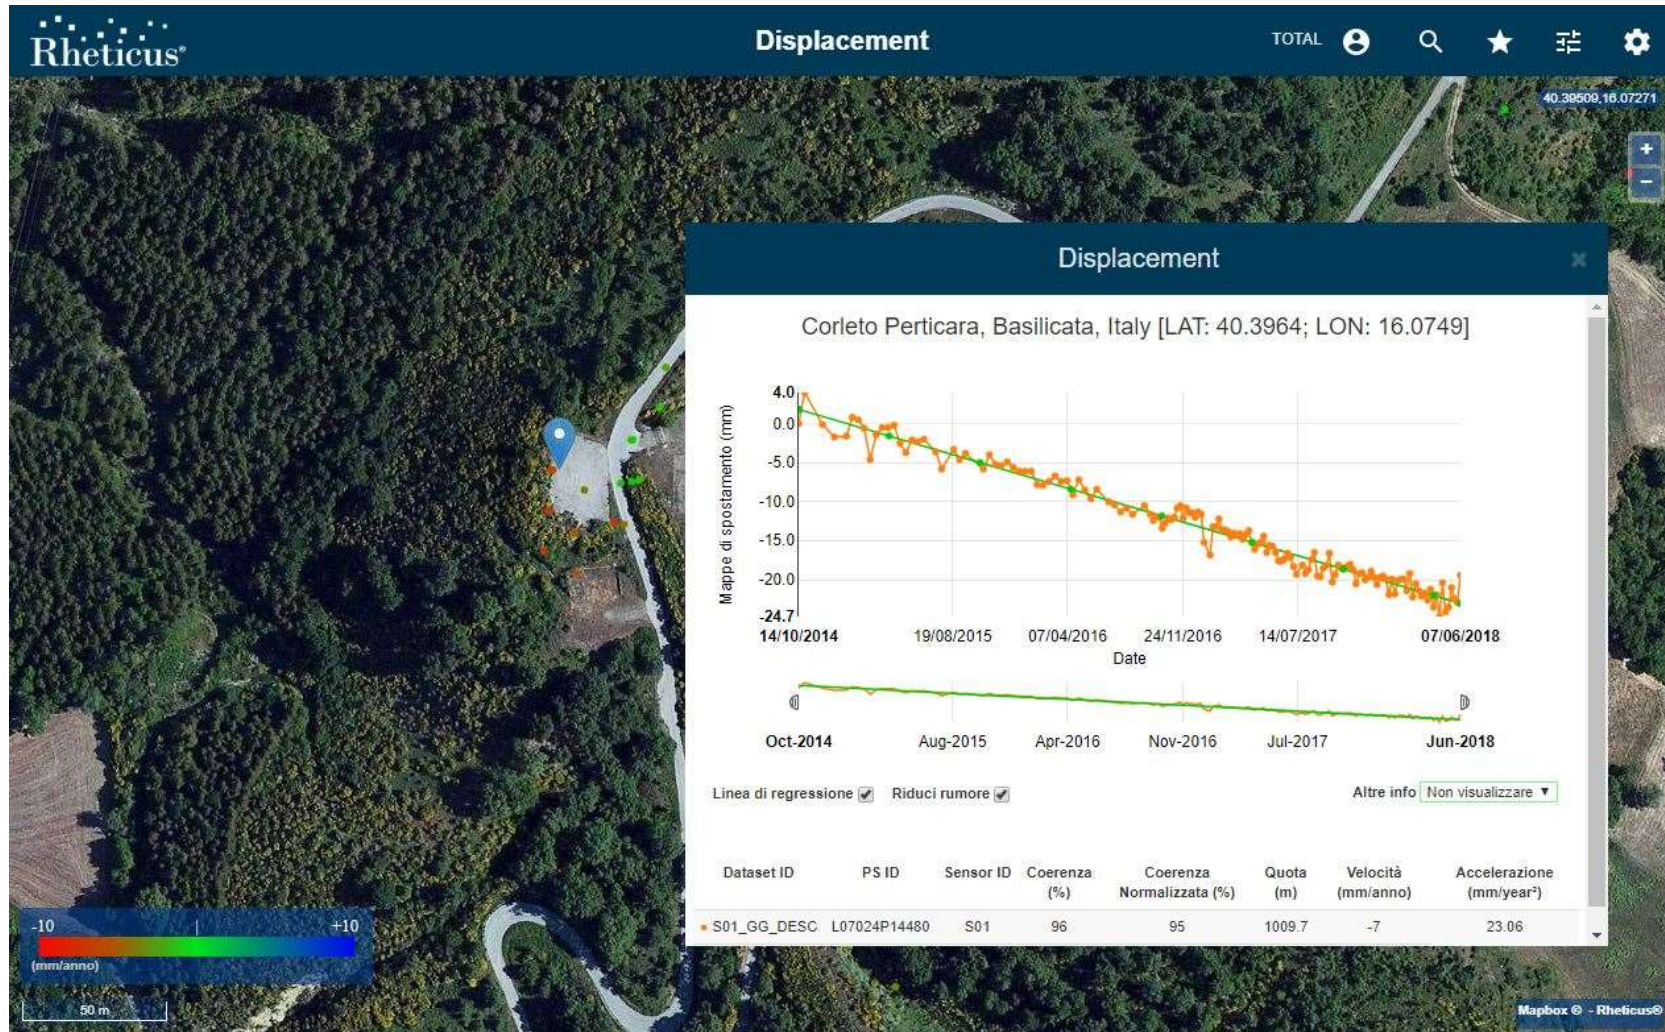 Rheticus®
Displacement
TOTAL
40.39509,16.07271
+
−
Displacement
×
Corleto Perticara, Basilicata, Italy [LAT: 40.3964; LON: 16.0749]
Mappe di spostamento (mm)
4.0
0.0
-5.0
-10.0
-15.0
-20.0
-24.7
14/10/2014 19/08/2015 07/04/2016 24/11/2016 14/07/2017 07/06/2018
Date
Oct-2014 Aug-2015 Apr-2016 Nov-2016 Jul-2017 Jun-2018
Linea di regressione Riduci rumore Altre info Non visualizzare
Dataset ID PS ID Sensor ID Coerenza (%) Coerenza Normalizzata (%) Quota (m) Velocità (mm/anno) Accelerazione (mm/year²)
S01_GG_DESC L07024P14480 S01 96 95 1009.7 -7 23.06
-10 +10
(mm/anno)
50 m
Mapbox © - Rheticus®